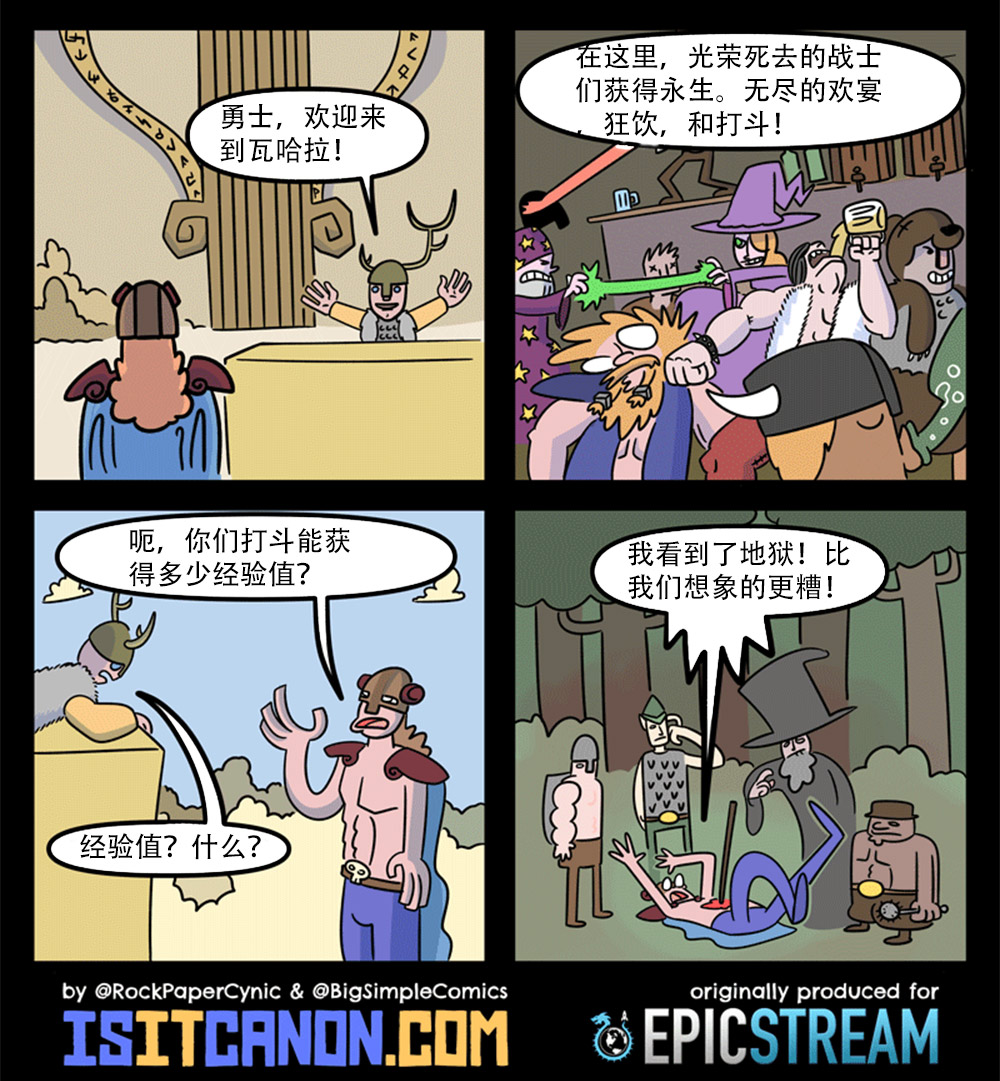 勇士，欢迎来
到瓦哈拉！
在这里，光荣死去的战士
们获得永生。无尽的欢宴
，狂饮，和打斗！
呃，你们打斗能获
得多少经验值？
经验值？什么？
我看到了地狱！比
我们想象的更糟！
by @RockPaperCynic & @BigSimpleComics
ISITCANON.COM
originally produced for
EPICSTREAM